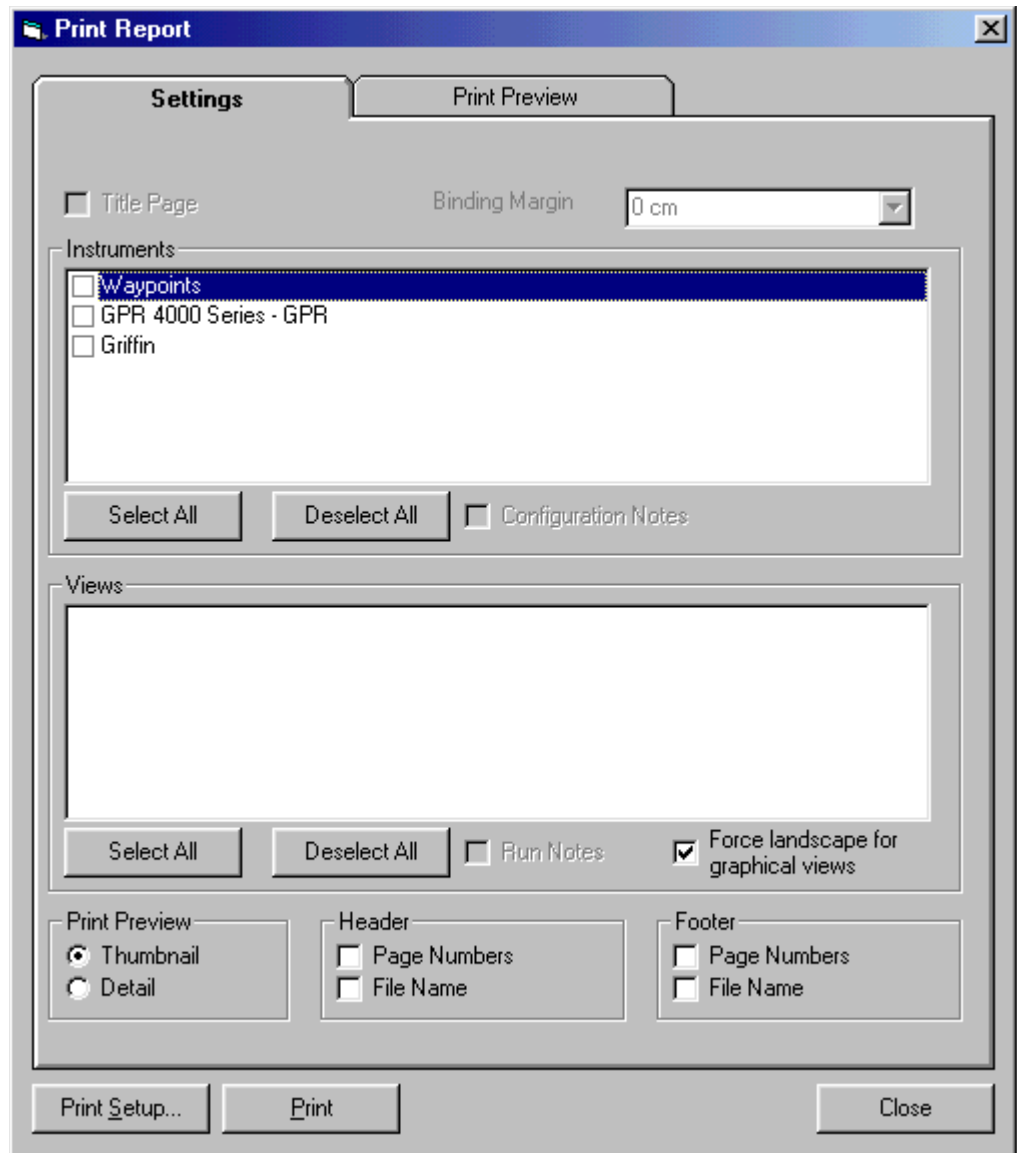 Print Report
Settings
Print Preview
Title Page
Binding Margin
0 cm
Instruments
Waypoints
GPR 4000 Series - GPR
Griffin
Select All
Deselect All
Configuration Notes
Views
Select All
Deselect All
Run Notes
Force landscape for
graphical views
Print Preview
Thumbnail
Detail
Header
Page Numbers
File Name
Footer
Page Numbers
File Name
Print Setup...
Print
Close